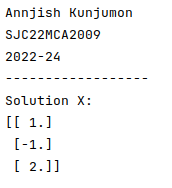 Annjish Kunjumon
SJC22MCA2009
2022-24
------------------
Solution X:
[[ 1.]
 [-1.]
 [ 2.]]